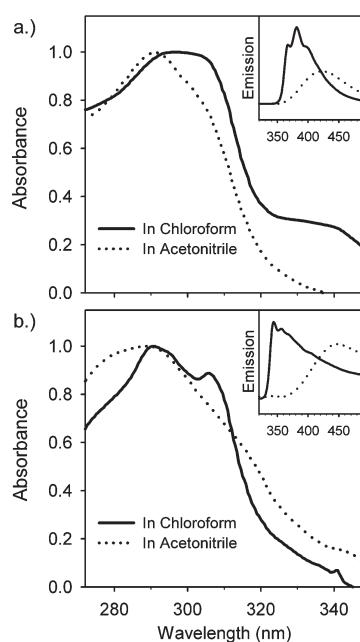 a.)
Absorbance
1.0
0.8
0.6
0.4
0.2
0.0
In Chloroform
In Acetonitrile
Emission
350 400 450
b.)
Absorbance
1.0
0.8
0.6
0.4
0.2
0.0
In Chloroform
In Acetonitrile
Emission
350 400 450
280 300 320 340
Wavelength (nm)